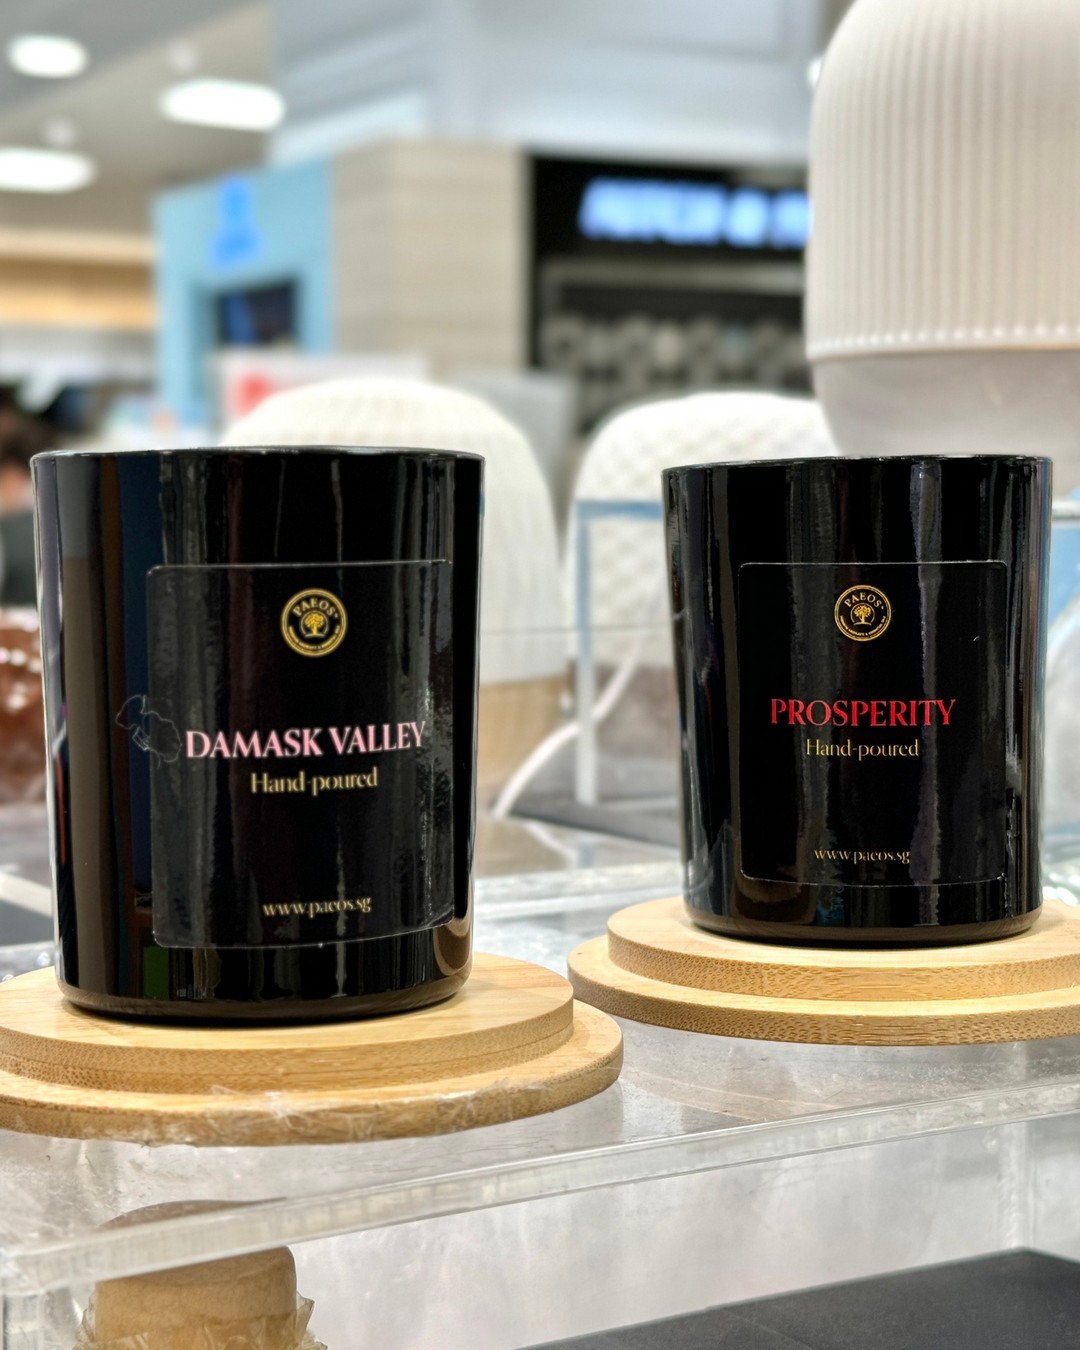 PAEOS
DAMASK VALLEY
Hand-poured
www.paeos.sg
PAEOS
PROSPERITY
Hand-poured
www.paeos.sg